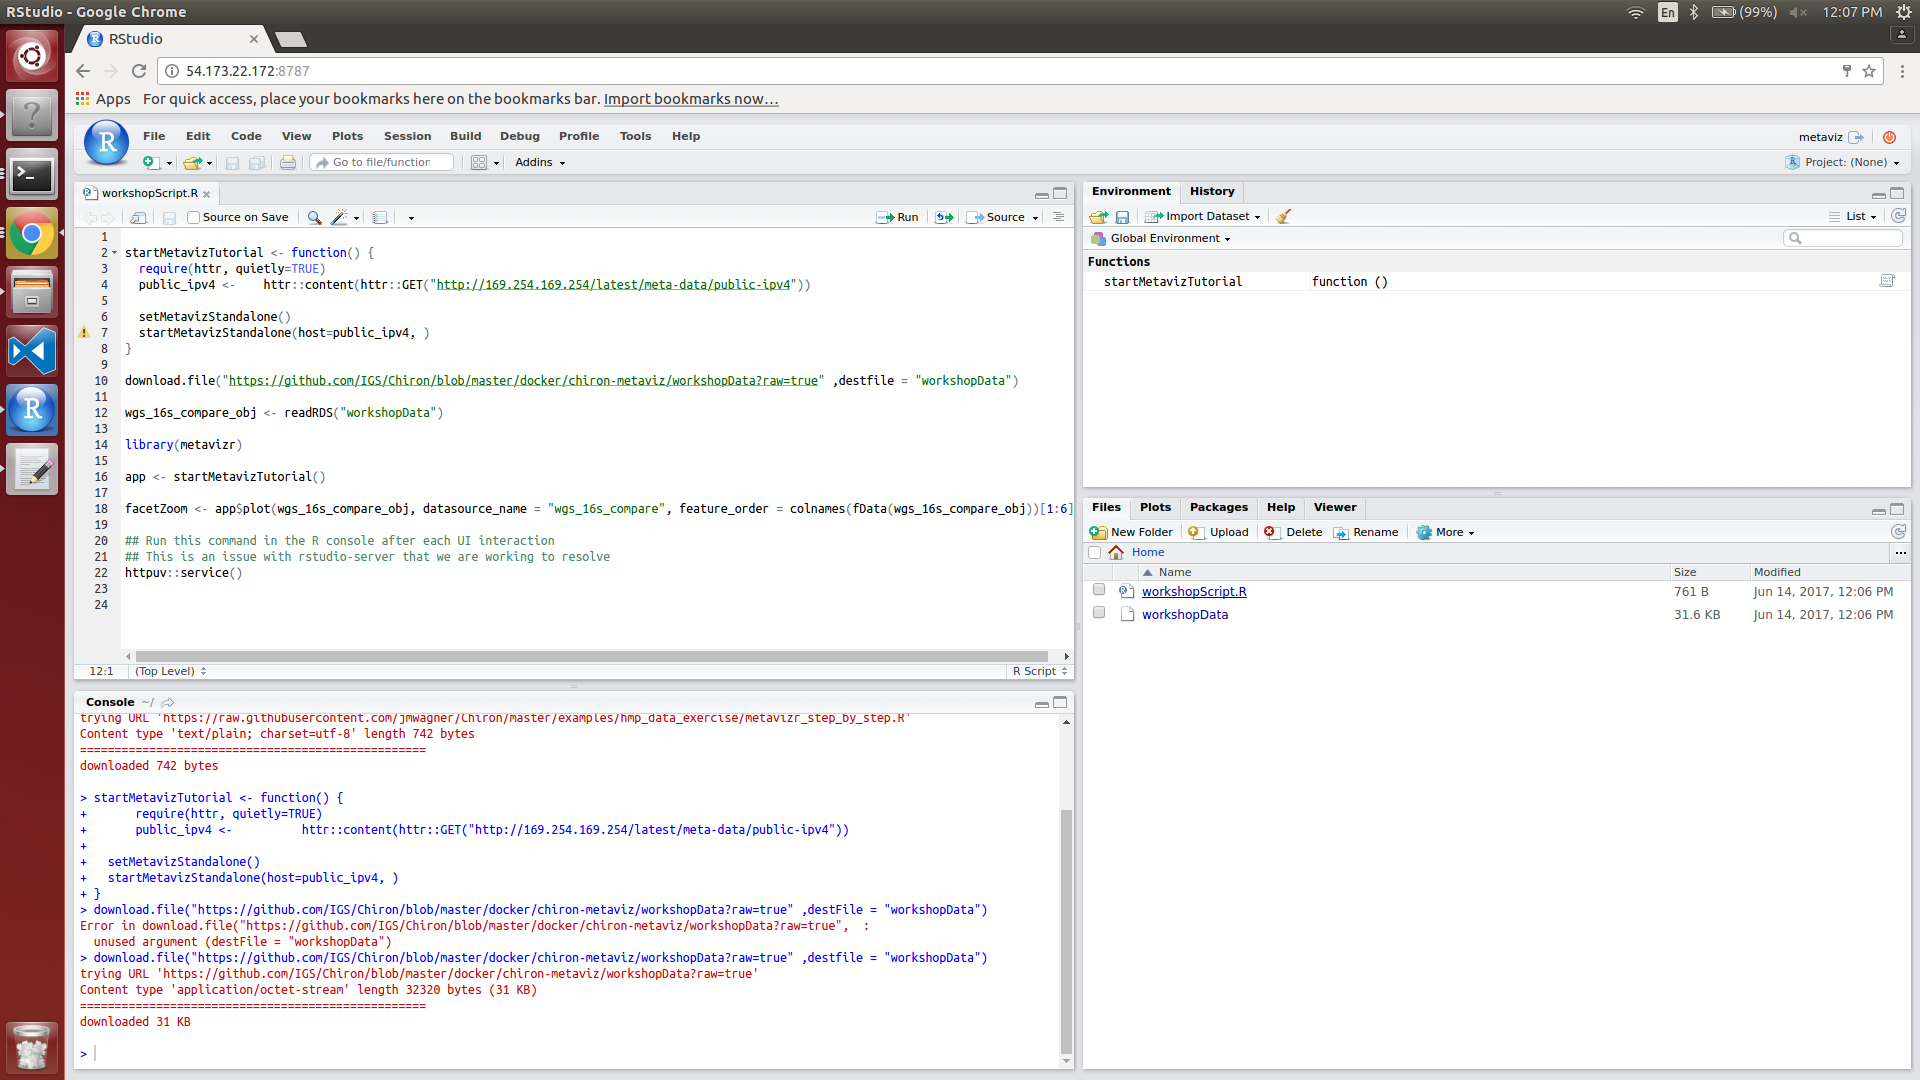 RStudio - Google Chrome
En
(99%)
12:07 PM
RStudio
54.173.22.172:8787
Apps For quick access, place your bookmarks here on the bookmarks bar. Import bookmarks now...
File Edit Code View Plots Session Build Debug Profile Tools Help
metaviz
Go to file/function
Addins
Project: (None)
workshopScript.R
Source on Save
Run
Source
1
2 startMetavizTutorial <- function() {
3   require(httr, quietly=TRUE)
4   public_ipv4 <-    httr::content(httr::GET("http://169.254.169.254/latest/meta-data/public-ipv4"))
5
6   setMetavizStandalone()
7   startMetavizStandalone(host=public_ipv4, )
8 }
9
10 download.file("https://github.com/IGS/Chiron/blob/master/docker/chiron-metaviz/workshopData?raw=true" ,destfile = "workshopData")
11
12 wgs_16s_compare_obj <- readRDS("workshopData")
13
14 library(metavizr)
15
16 app <- startMetavizTutorial()
17
18 facetZoom <- app$plot(wgs_16s_compare_obj, datasource_name = "wgs_16s_compare", feature_order = colnames(fData(wgs_16s_compare_obj))[1:6]
19
20 ## Run this command in the R console after each UI interaction
21 ## This is an issue with rstudio-server that we are working to resolve
22 httpuv::service()
23
24
12:1 (Top Level)
R Script
Console ~/
trying URL 'https://raw.githubusercontent.com/jmwagner/Chiron/master/examples/hmp_data_exercise/metavizr_step_by_step.R'
Content type 'text/plain; charset=utf-8' length 742 bytes
==================================================
downloaded 742 bytes
> startMetavizTutorial <- function() {
+       require(httr, quietly=TRUE)
+       public_ipv4 <-          httr::content(httr::GET("http://169.254.169.254/latest/meta-data/public-ipv4"))
+
+   setMetavizStandalone()
+   startMetavizStandalone(host=public_ipv4, )
+ }
> download.file("https://github.com/IGS/Chiron/blob/master/docker/chiron-metaviz/workshopData?raw=true" ,destFile = "workshopData")
Error in download.file("https://github.com/IGS/Chiron/blob/master/docker/chiron-metaviz/workshopData?raw=true",  :
  unused argument (destFile = "workshopData")
> download.file("https://github.com/IGS/Chiron/blob/master/docker/chiron-metaviz/workshopData?raw=true" ,destfile = "workshopData")
trying URL 'https://github.com/IGS/Chiron/blob/master/docker/chiron-metaviz/workshopData?raw=true'
Content type 'application/octet-stream' length 32320 bytes (31 KB)
==================================================
downloaded 31 KB
>
Environment History
Import Dataset
List
Global Environment
Functions
startMetavizTutorial function ()
Files Plots Packages Help Viewer
New Folder Upload Delete Rename More
Home
...
Name Size Modified
workshopScript.R 761 B Jun 14, 2017, 12:06 PM
workshopData 31.6 KB Jun 14, 2017, 12:06 PM